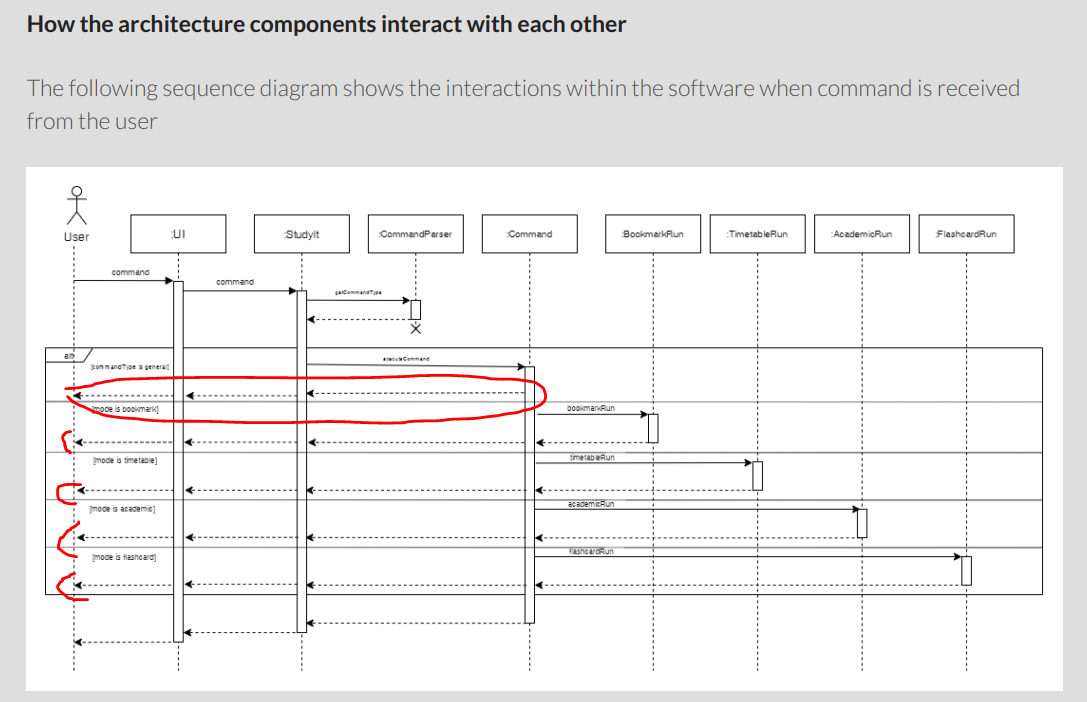 How the architecture components interact with each other
The following sequence diagram shows the interactions within the software when command is received
from the user
User
:UI
:StudyIt
:CommandParser
:Command
:BookmarkRun
:TimetableRun
:AcademicRun
:FlashcardRun
command
command
getCommandType
alt
executeCommand
[commandType is general]
[mode is bookmark]
bookmarkRun
[mode is timetable]
timetableRun
[mode is academic]
academicRun
[mode is flashcard]
flashcardRun